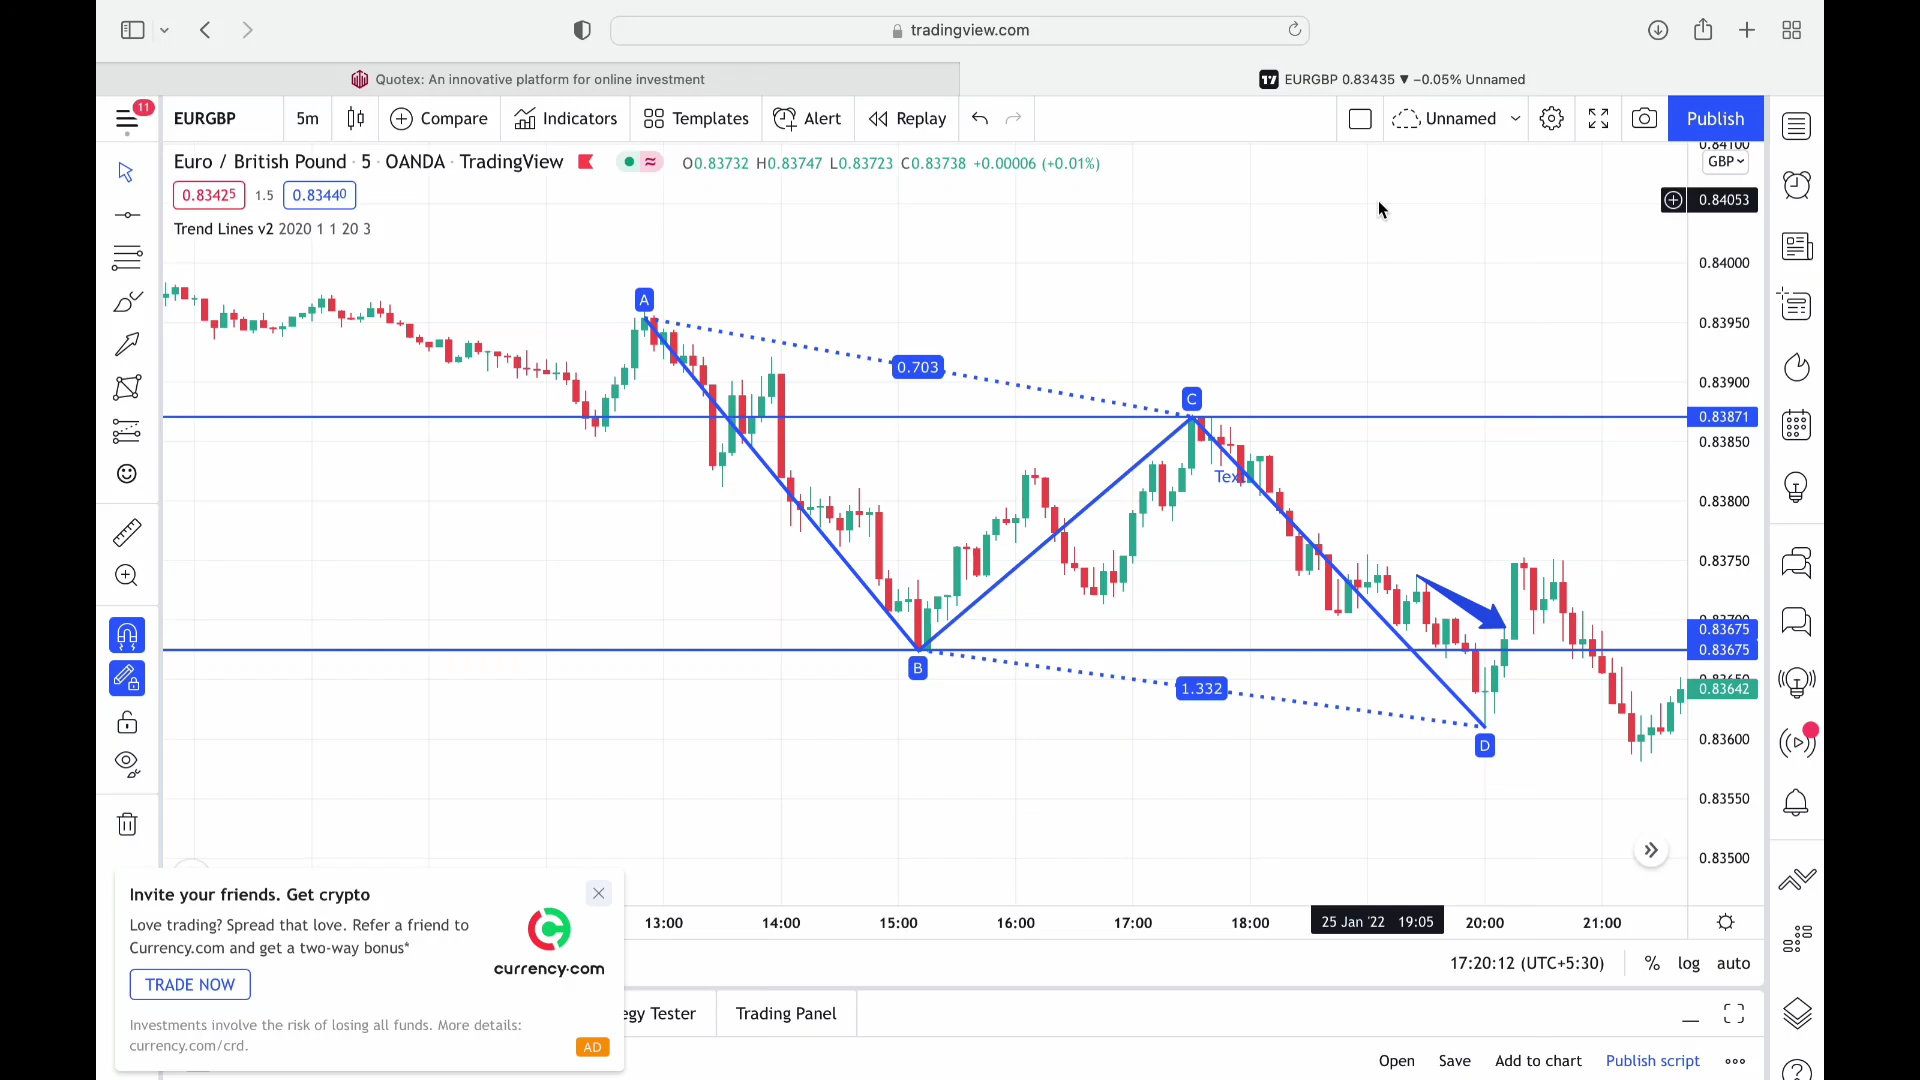 tradingview.com
Quotex: An innovative platform for online investment
EURGBP 0.83435 ▼ −0.05% Unnamed
11
EURGBP
5m
Compare
Indicators
Templates
Alert
Replay
Unnamed
Publish
Euro / British Pound · 5 · OANDA · TradingView
O0.83732 H0.83747 L0.83723 C0.83738 +0.00006 (+0.01%)
GBP
0.83425
1.5
0.83440
Trend Lines v2 2020 1 1 20 3
0.84100
0.84053
0.84000
0.83950
0.83900
0.83871
0.83850
0.83800
0.83750
0.83675
0.83675
0.83642
0.83600
0.83550
0.83500
A
0.703
C
B
1.332
D
13:00
14:00
15:00
16:00
17:00
18:00
25 Jan '22 19:05
20:00
21:00
17:20:12 (UTC+5:30)
%
log
auto
Invite your friends. Get crypto
Love trading? Spread that love. Refer a friend to
Currency.com and get a two-way bonus*
currency.com
TRADE NOW
Investments involve the risk of losing all funds. More details:
currency.com/crd.
AD
egy Tester
Trading Panel
Open
Save
Add to chart
Publish script